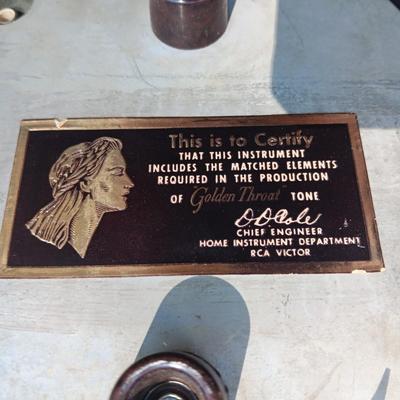 This is to Certify
THAT THIS INSTRUMENT
INCLUDES THE MATCHED ELEMENTS
REQUIRED IN THE PRODUCTION
OF "Golden Throat" TONE
D D Cole
CHIEF ENGINEER
HOME INSTRUMENT DEPARTMENT
RCA VICTOR